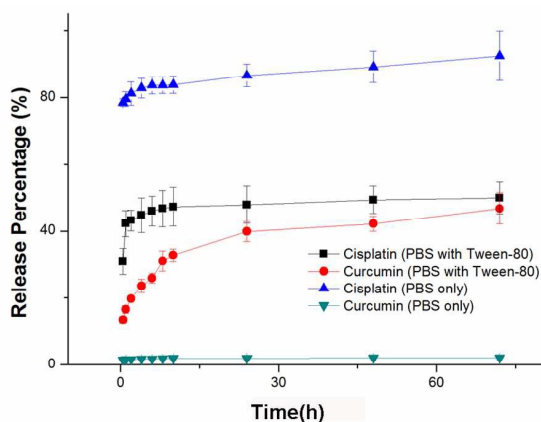 Release Percentage (%)
80
40
0
Cisplatin (PBS with Tween-80)
Curcumin (PBS with Tween-80)
Cisplatin (PBS only)
Curcumin (PBS only)
0
30
60
Time(h)